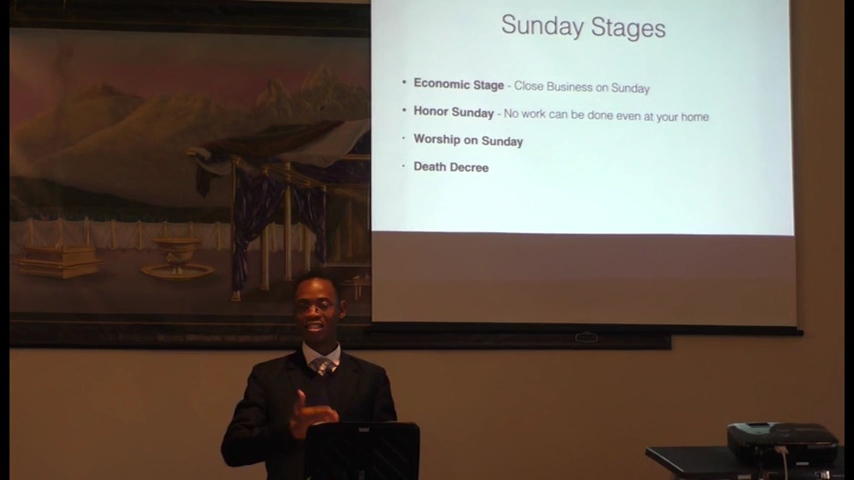 Sunday Stages
• Economic Stage - Close Business on Sunday
• Honor Sunday - No work can be done even at your home
• Worship on Sunday
• Death Decree